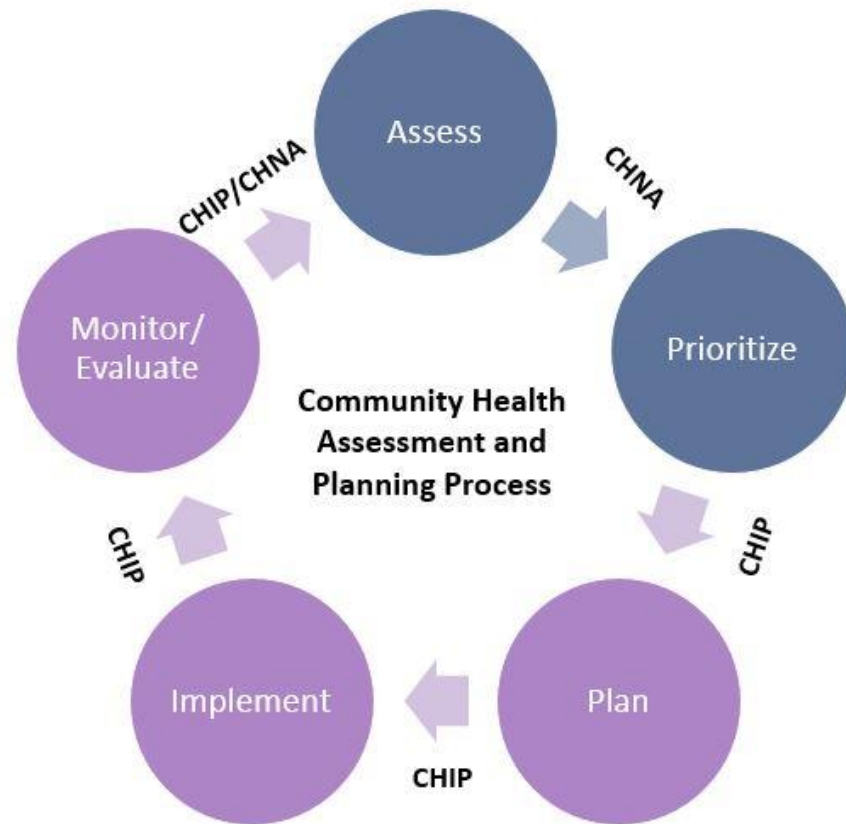 Assess
CHNA
Prioritize
CHIP
Plan
CHIP
Implement
CHIP
Monitor/
Evaluate
CHIP/CHNA
Community Health
Assessment and
Planning Process